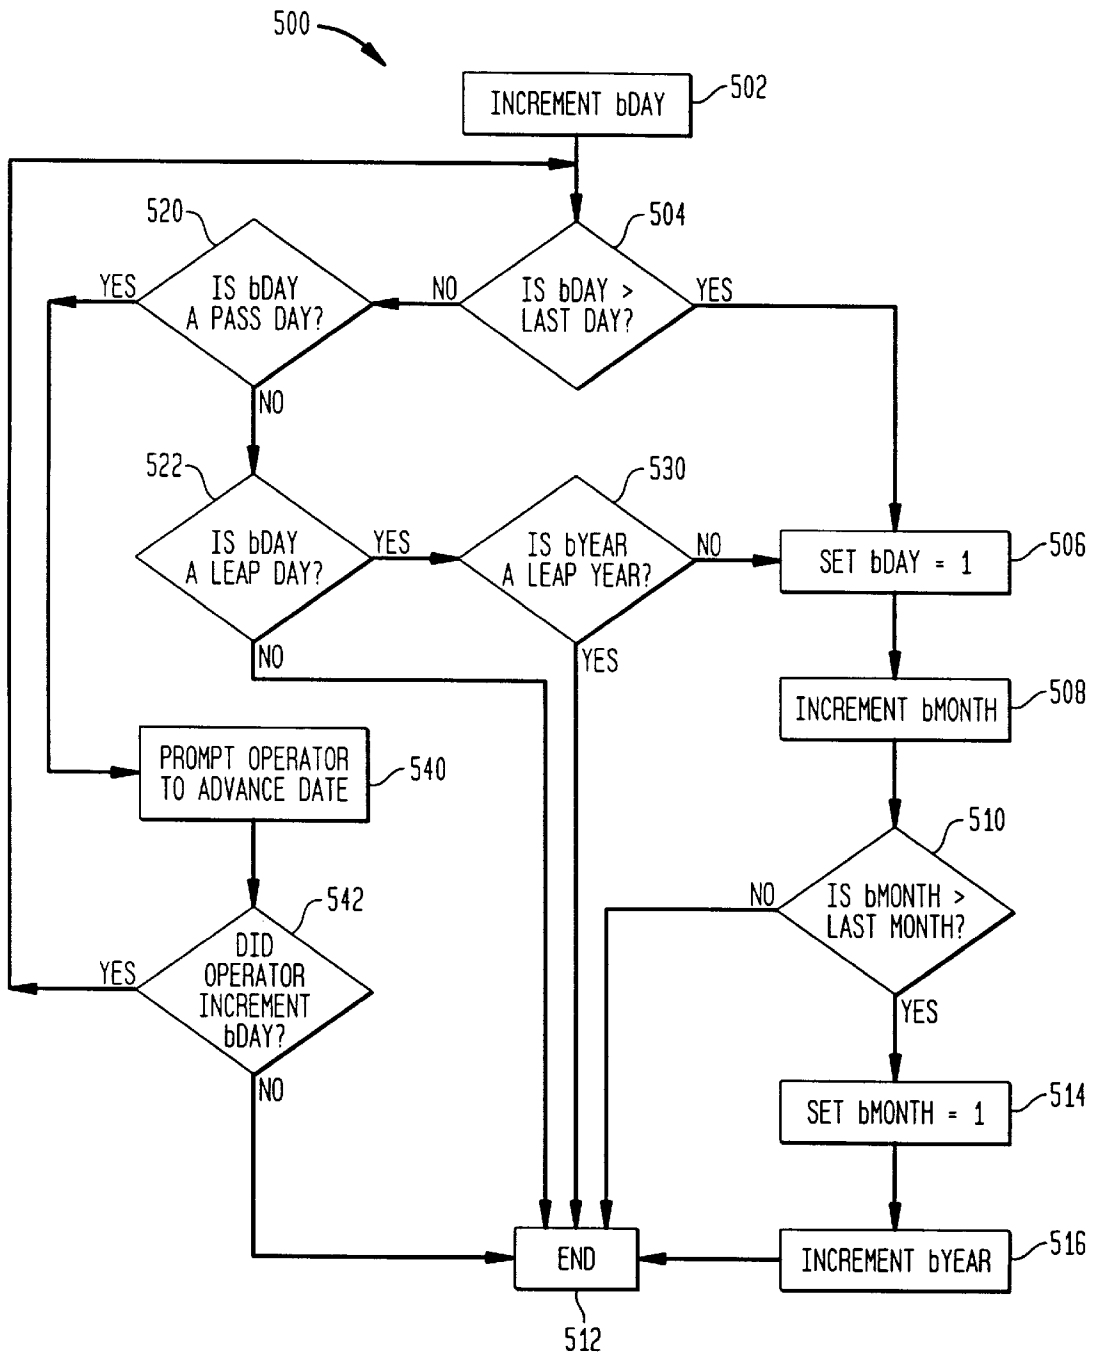 500
INCREMENT bDAY
502
520
504
IS bDAY
A PASS DAY?
YES
NO
NO
IS bDAY >
LAST DAY?
YES
522
530
IS bDAY
A LEAP DAY?
YES
NO
IS bYEAR
A LEAP YEAR?
NO
YES
SET bDAY = 1
506
INCREMENT bMONTH
508
PROMPT OPERATOR
TO ADVANCE DATE
540
510
IS bMONTH >
LAST MONTH?
NO
YES
542
DID
OPERATOR
INCREMENT
bDAY?
YES
NO
SET bMONTH = 1
514
END
512
INCREMENT bYEAR
516